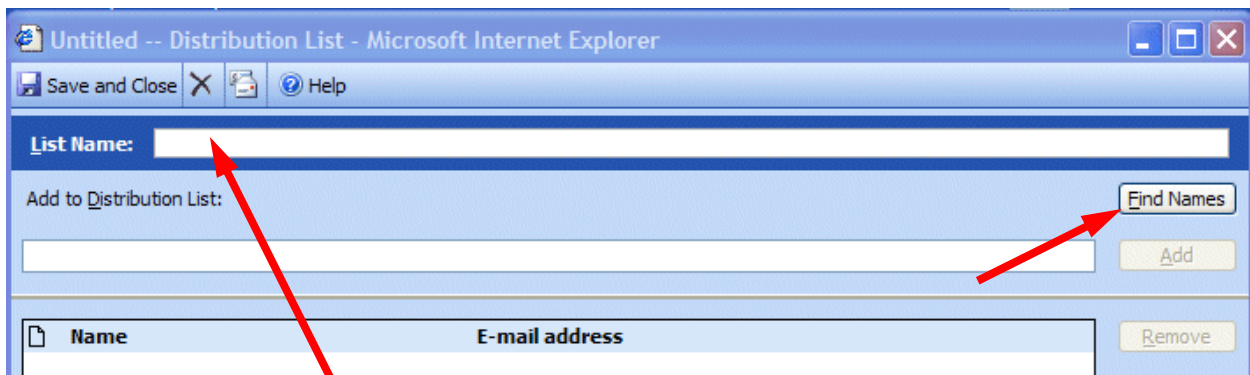 Untitled -- Distribution List - Microsoft Internet Explorer
Save and Close Help
List Name:
Add to Distribution List: Find Names
Add
Name E-mail address Remove